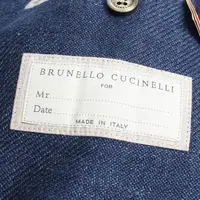 BRUNELLO CUCINELLI
FOR
Mr.
Date
MADE IN ITALY